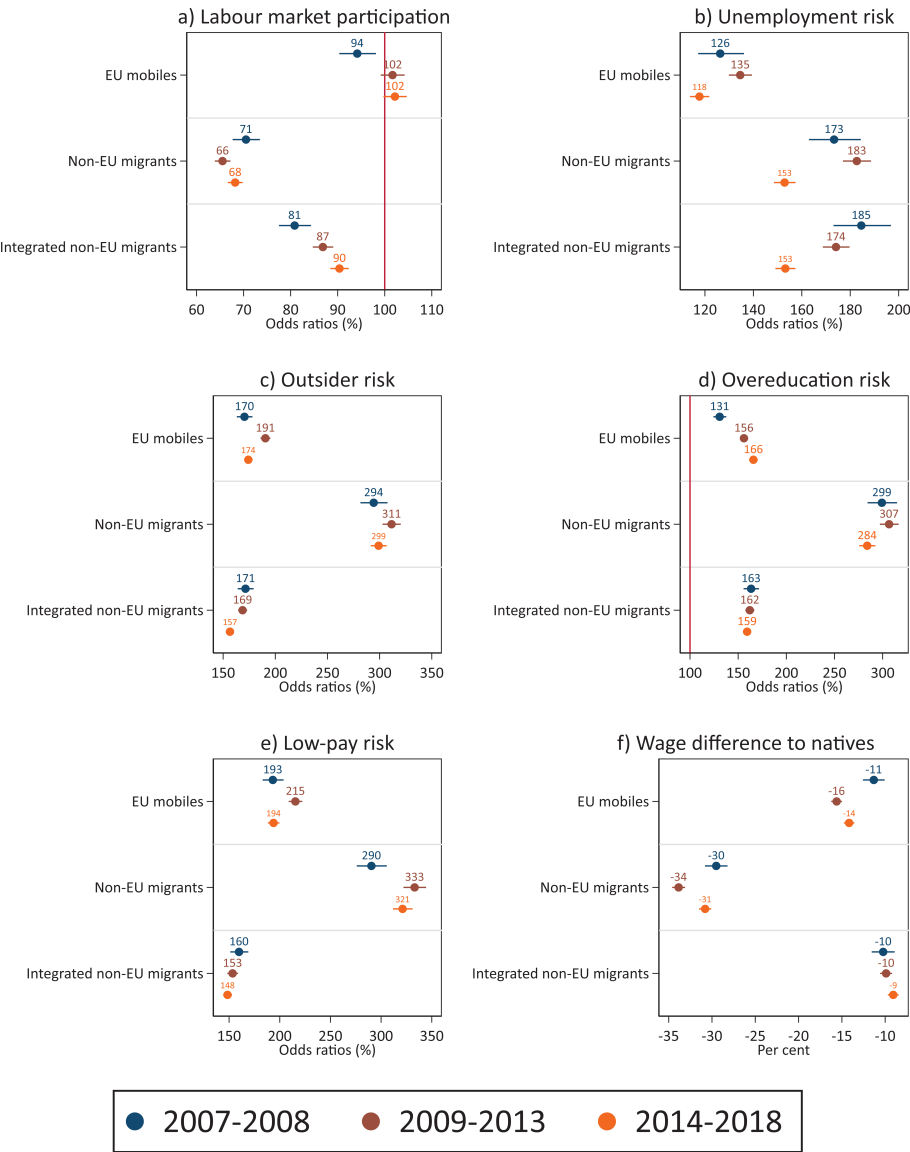 a) Labour market participation
94
EU mobiles
102
102
71
Non-EU migrants
66
68
81
Integrated non-EU migrants
87
90
60 70 80 90 100 110
Odds ratios (%)
b) Unemployment risk
126
EU mobiles
135
118
173
Non-EU migrants
183
153
185
Integrated non-EU migrants
174
153
120 140 160 180 200
Odds ratios (%)
c) Outsider risk
170
EU mobiles
191
174
294
Non-EU migrants
311
299
171
Integrated non-EU migrants
169
157
150 200 250 300 350
Odds ratios (%)
d) Overeducation risk
131
EU mobiles
156
166
299
Non-EU migrants
307
284
163
Integrated non-EU migrants
162
159
100 150 200 250 300
Odds ratios (%)
e) Low-pay risk
193
EU mobiles
215
194
290
Non-EU migrants
333
321
160
Integrated non-EU migrants
153
148
150 200 250 300 350
Odds ratios (%)
f) Wage difference to natives
-11
EU mobiles
-16
-14
-30
Non-EU migrants
-34
-31
-10
Integrated non-EU migrants
-10
-9
-35 -30 -25 -20 -15 -10
Per cent
2007-2008 2009-2013 2014-2018